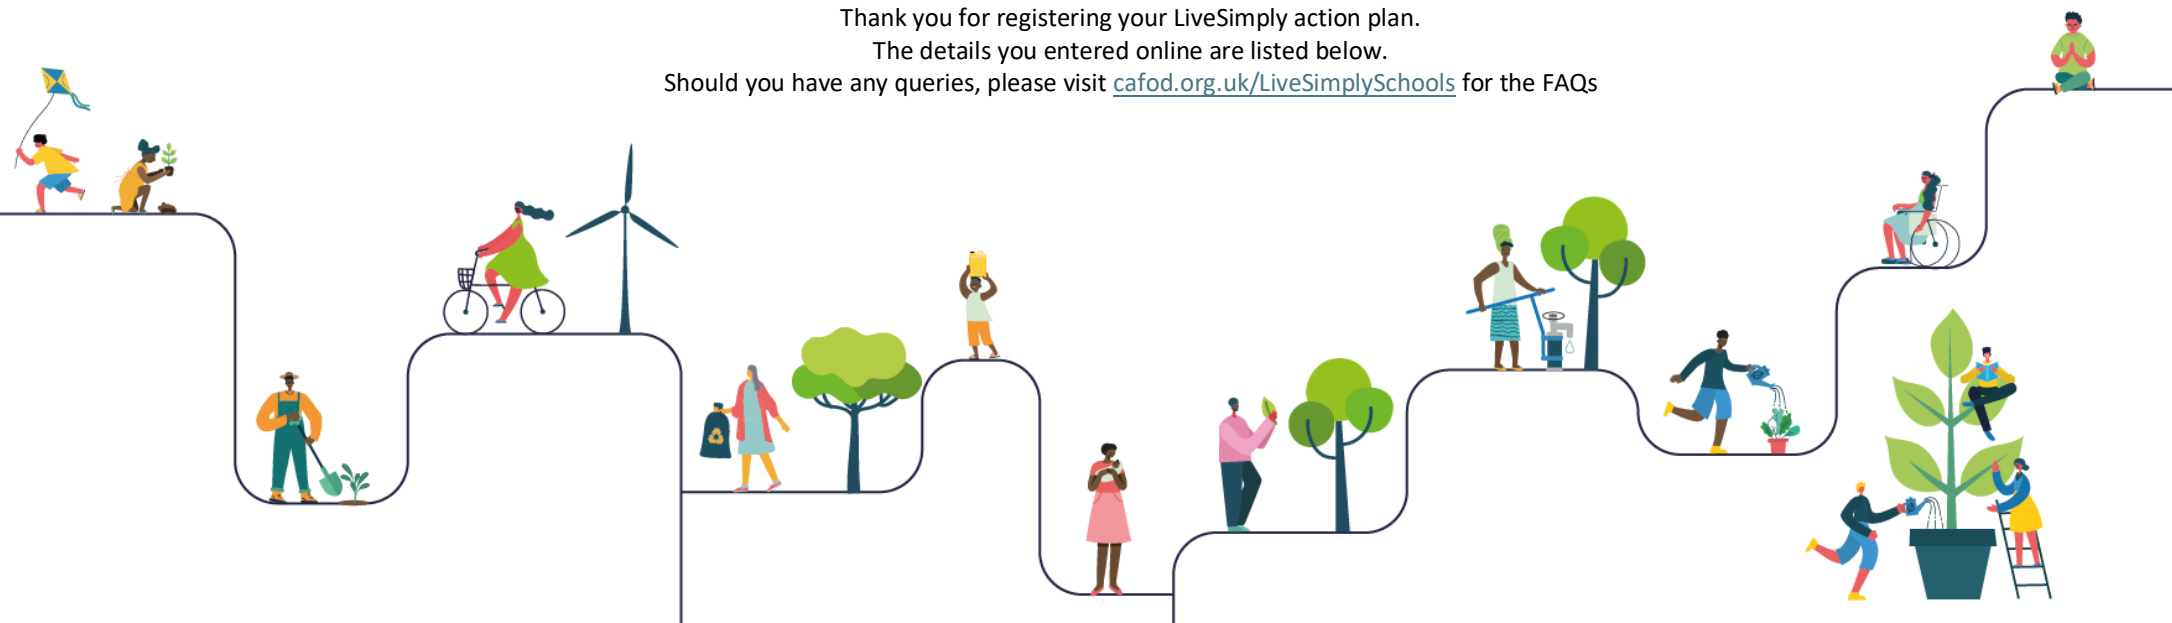 Thank you for registering your LiveSimply action plan.
The details you entered online are listed below.
Should you have any queries, please visit cafod.org.uk/LiveSimplySchools for the FAQs